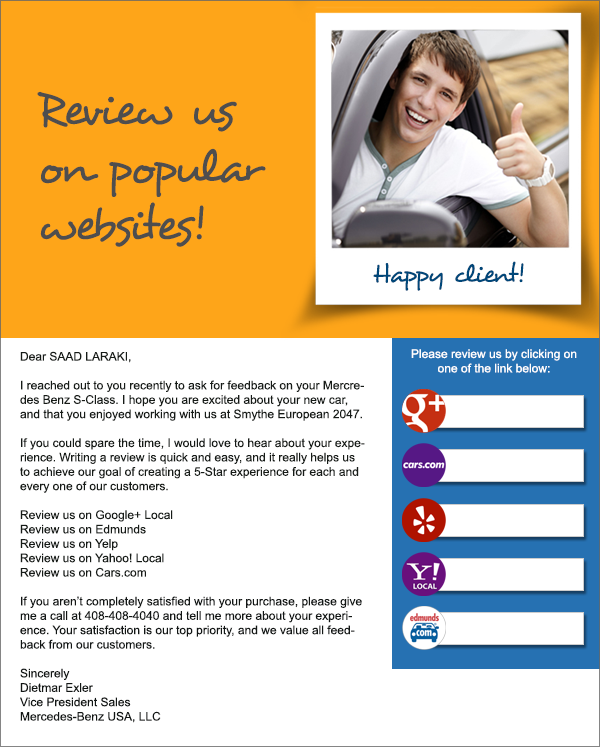 Review us
on popular
websites!
Happy client!
Dear SAAD LARAKI,
I reached out to you recently to ask for feedback on your Mercre-
des Benz S-Class. I hope you are excited about your new car,
and that you enjoyed working with us at Smythe European 2047.
If you could spare the time, I would love to hear about your expe-
rience. Writing a review is quick and easy, and it really helps us
to achieve our goal of creating a 5-Star experience for each and
every one of our customers.
Review us on Google+ Local
Review us on Edmunds
Review us on Yelp
Review us on Yahoo! Local
Review us on Cars.com
If you aren’t completely satisfied with your purchase, please give
me a call at 408-408-4040 and tell me more about your experi-
ence. Your satisfaction is our top priority, and we value all feed-
back from our customers.
Sincerely
Dietmar Exler
Vice President Sales
Mercedes-Benz USA, LLC
Please review us by clicking on
one of the link below:
g+
cars.com
Y!
LOCAL
edmunds
.com